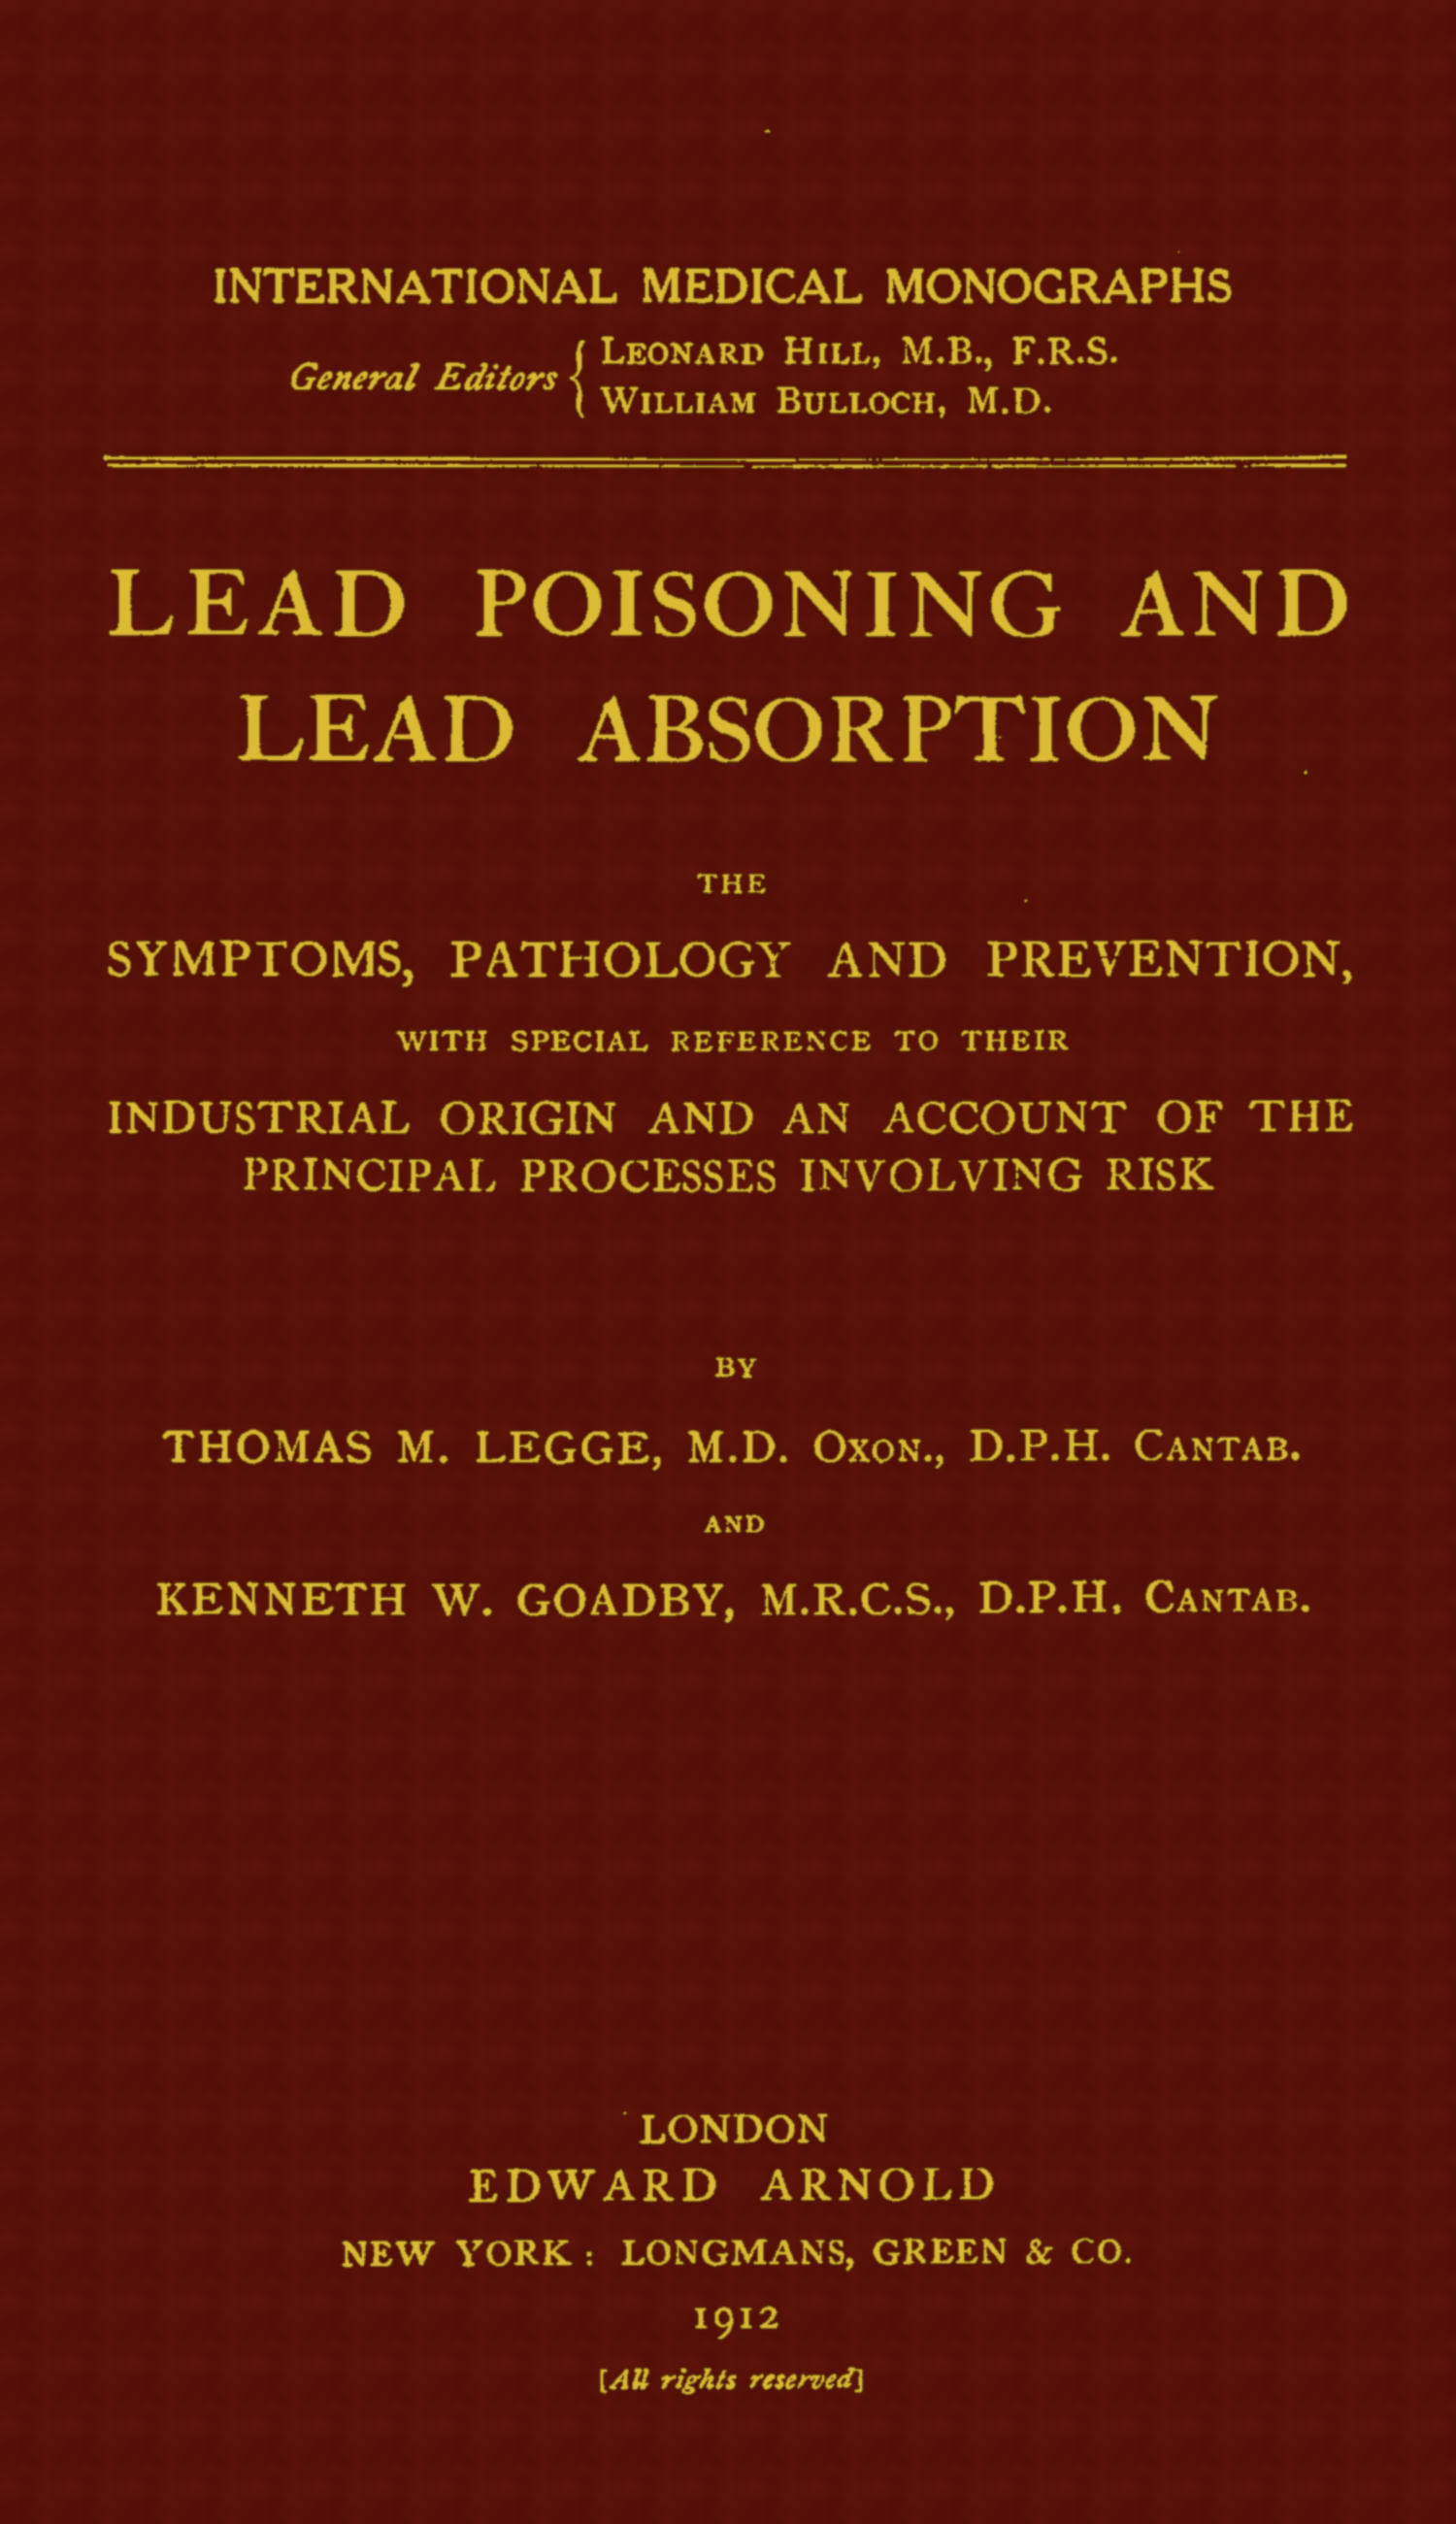 INTERNATIONAL MEDICAL MONOGRAPHS
General Editors { LEONARD HILL, M.B., F.R.S.
WILLIAM BULLOCH, M.D.
LEAD POISONING AND
LEAD ABSORPTION
THE
SYMPTOMS, PATHOLOGY AND PREVENTION,
WITH SPECIAL REFERENCE TO THEIR
INDUSTRIAL ORIGIN AND AN ACCOUNT OF THE
PRINCIPAL PROCESSES INVOLVING RISK
BY
THOMAS M. LEGGE, M.D. OXON., D.P.H. CANTAB.
AND
KENNETH W. GOADBY, M.R.C.S., D.P.H. CANTAB.
LONDON
EDWARD ARNOLD
NEW YORK : LONGMANS, GREEN & CO.
1912
[All rights reserved]